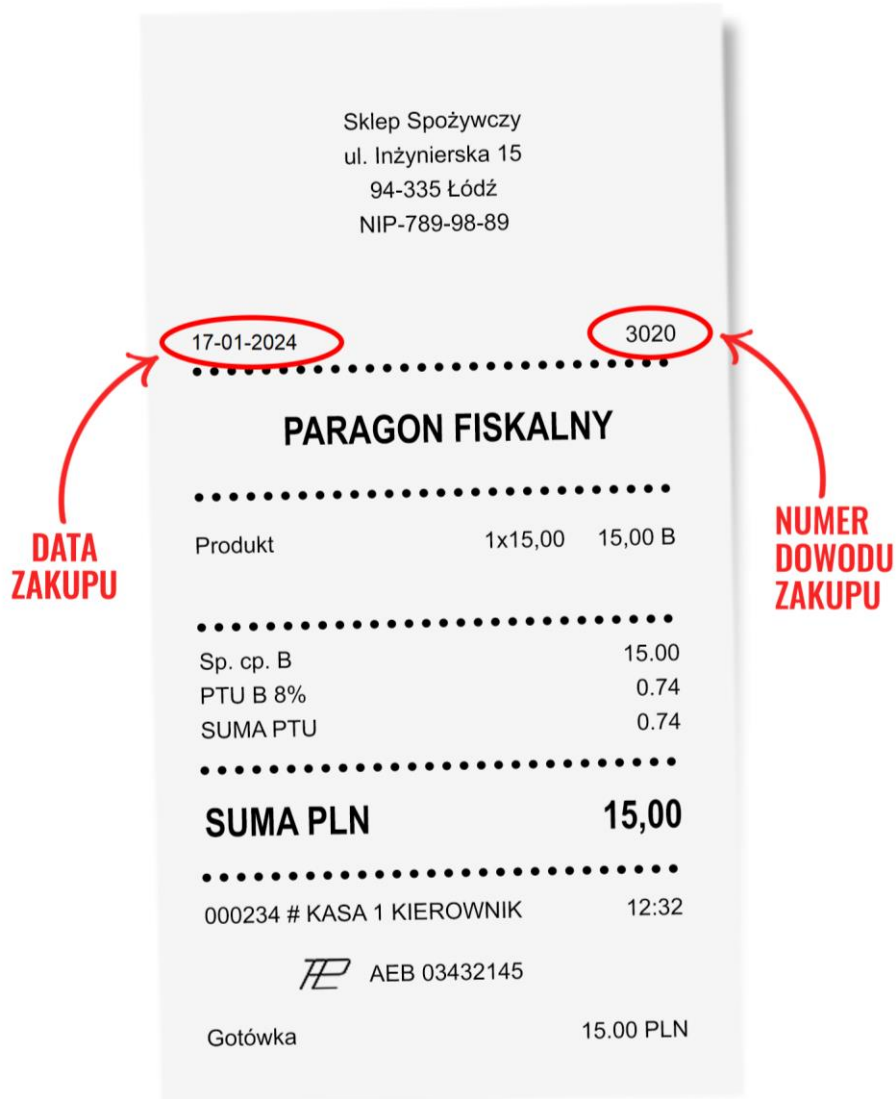 Sklep Spożywczy
ul. Inżynierska 15
94-335 Łódź
NIP-789-98-89
17-01-2024 3020
PARAGON FISKALNY
DATA
ZAKUPU
NUMER
DOWODU
ZAKUPU
Produkt 1x15,00 15,00 B
Sp. cp. B 15.00
PTU B 8% 0.74
SUMA PTU 0.74
SUMA PLN 15,00
000234 # KASA 1 KIEROWNIK 12:32
AEB 03432145
Gotówka 15.00 PLN